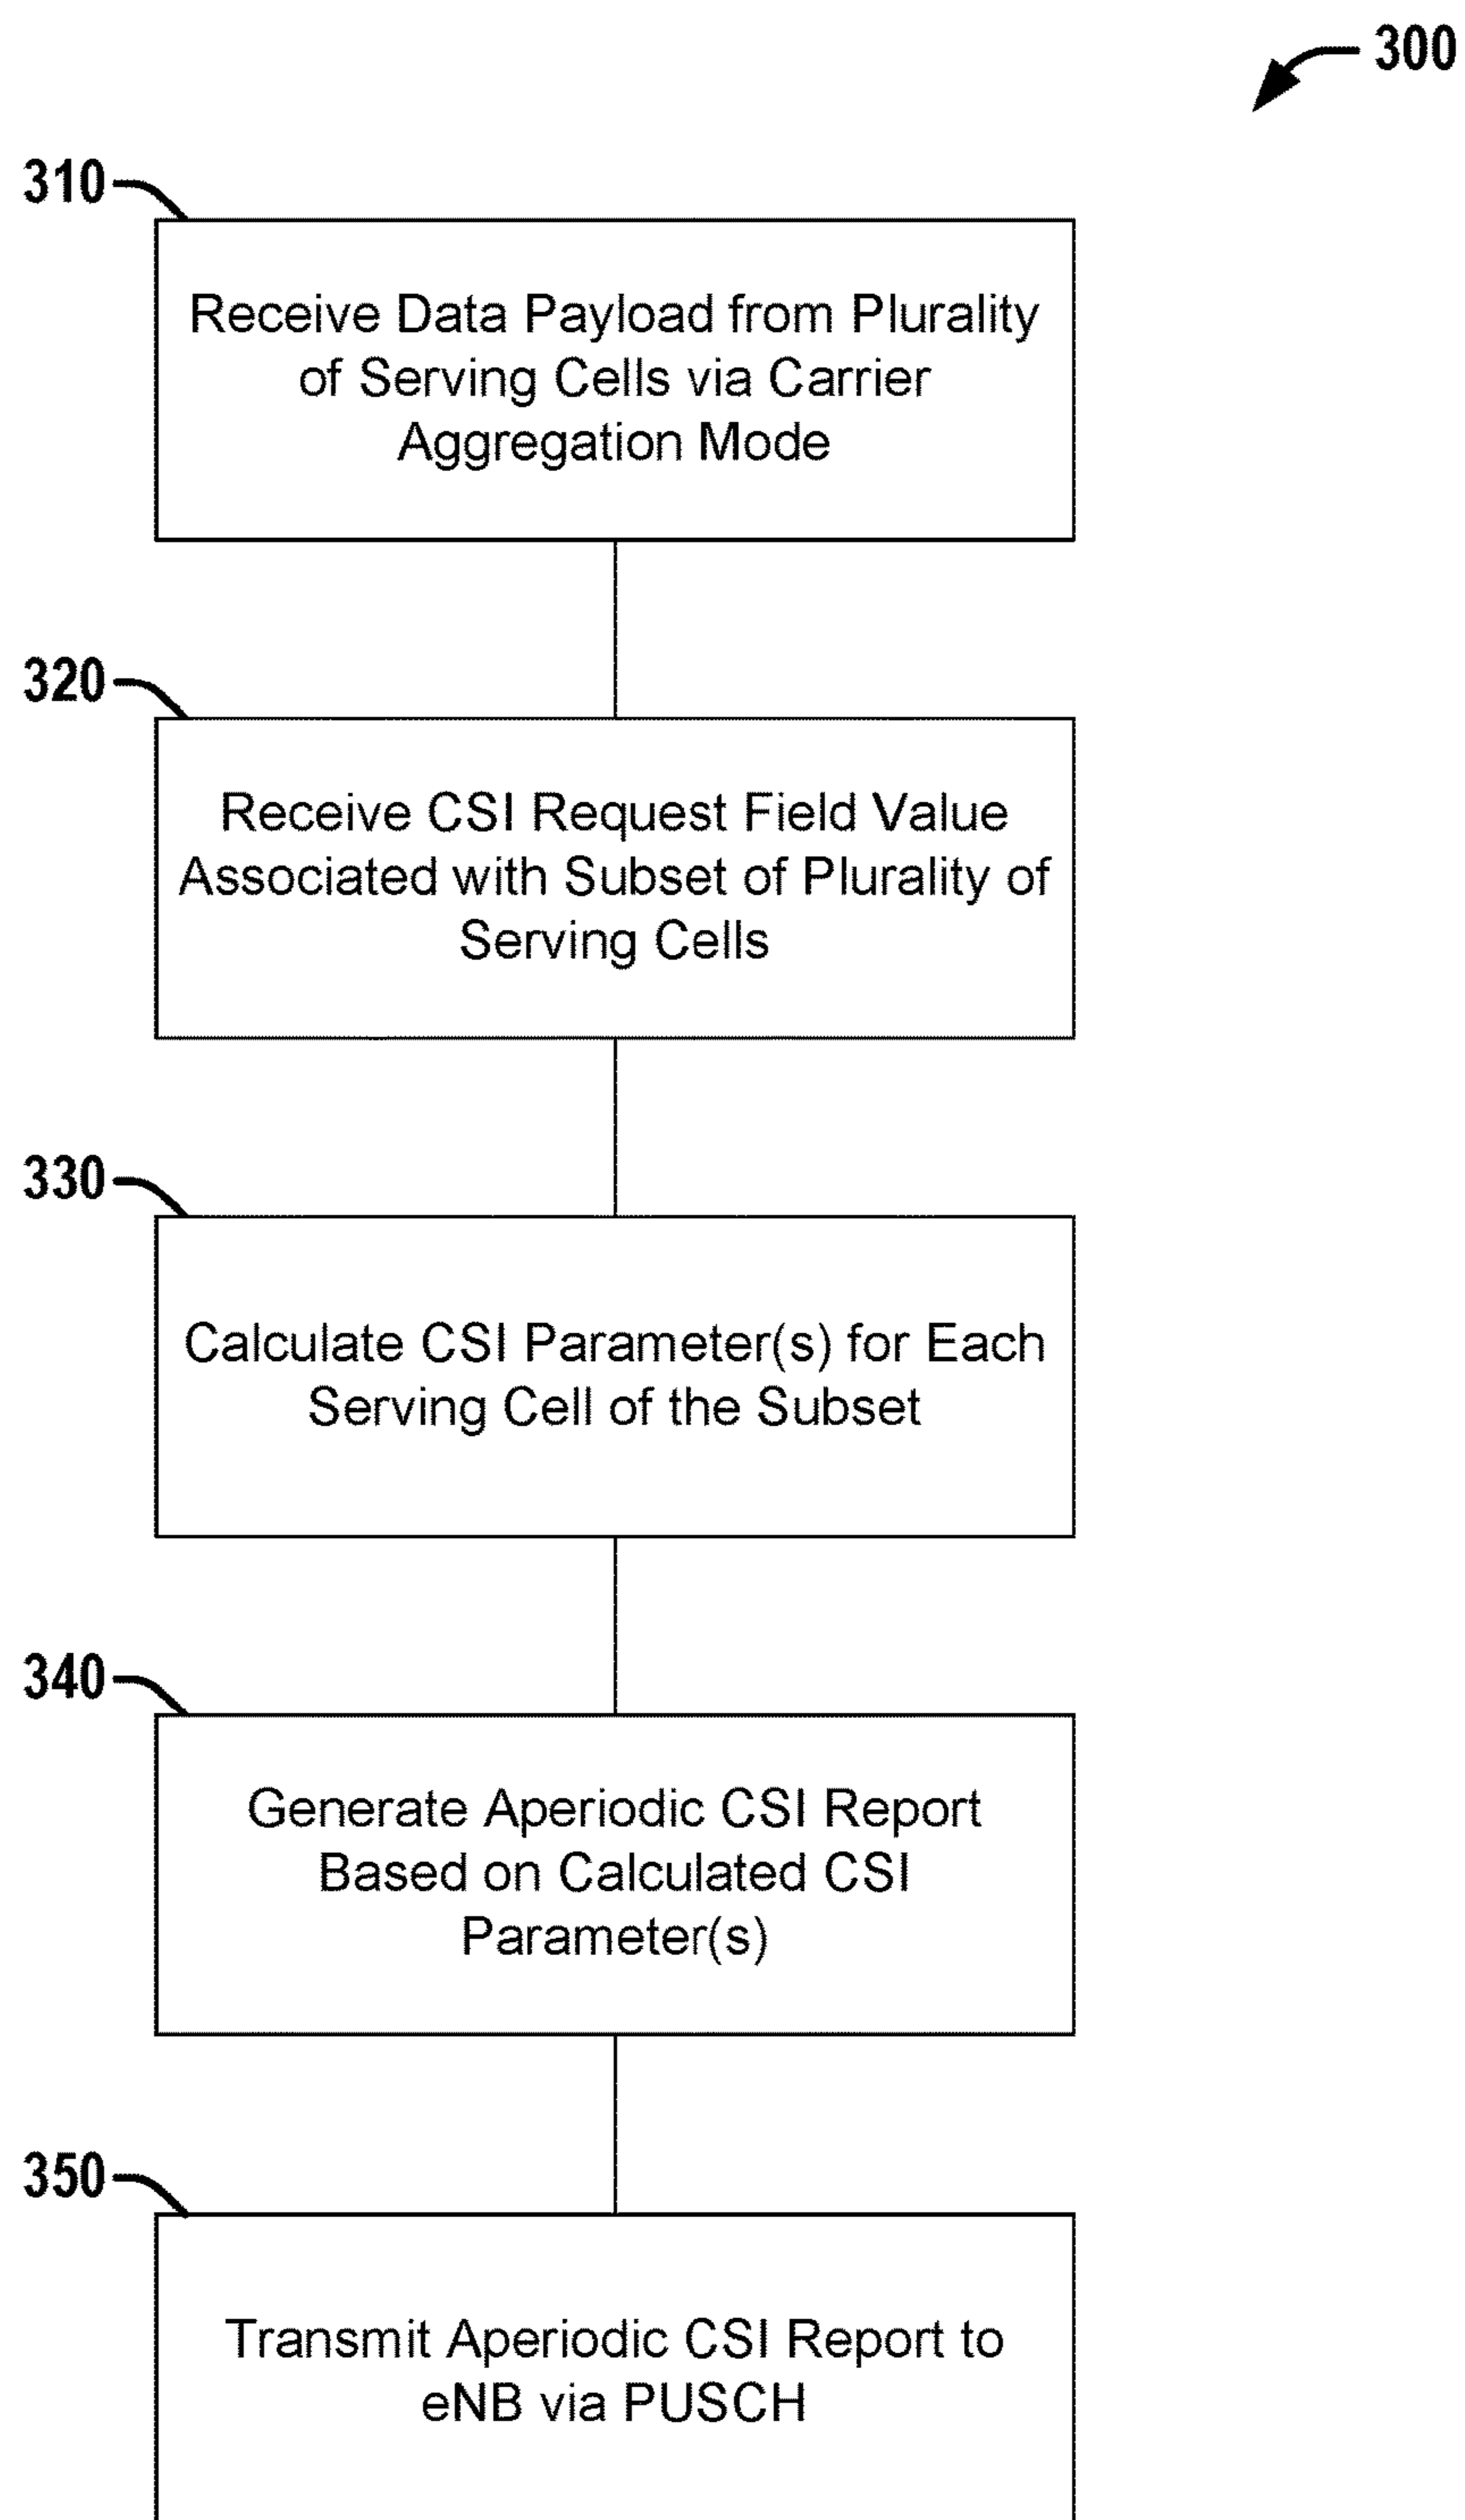 300
310
Receive Data Payload from Plurality
of Serving Cells via Carrier
Aggregation Mode
320
Receive CSI Request Field Value
Associated with Subset of Plurality of
Serving Cells
330
Calculate CSI Parameter(s) for Each
Serving Cell of the Subset
340
Generate Aperiodic CSI Report
Based on Calculated CSI
Parameter(s)
350
Transmit Aperiodic CSI Report to
eNB via PUSCH